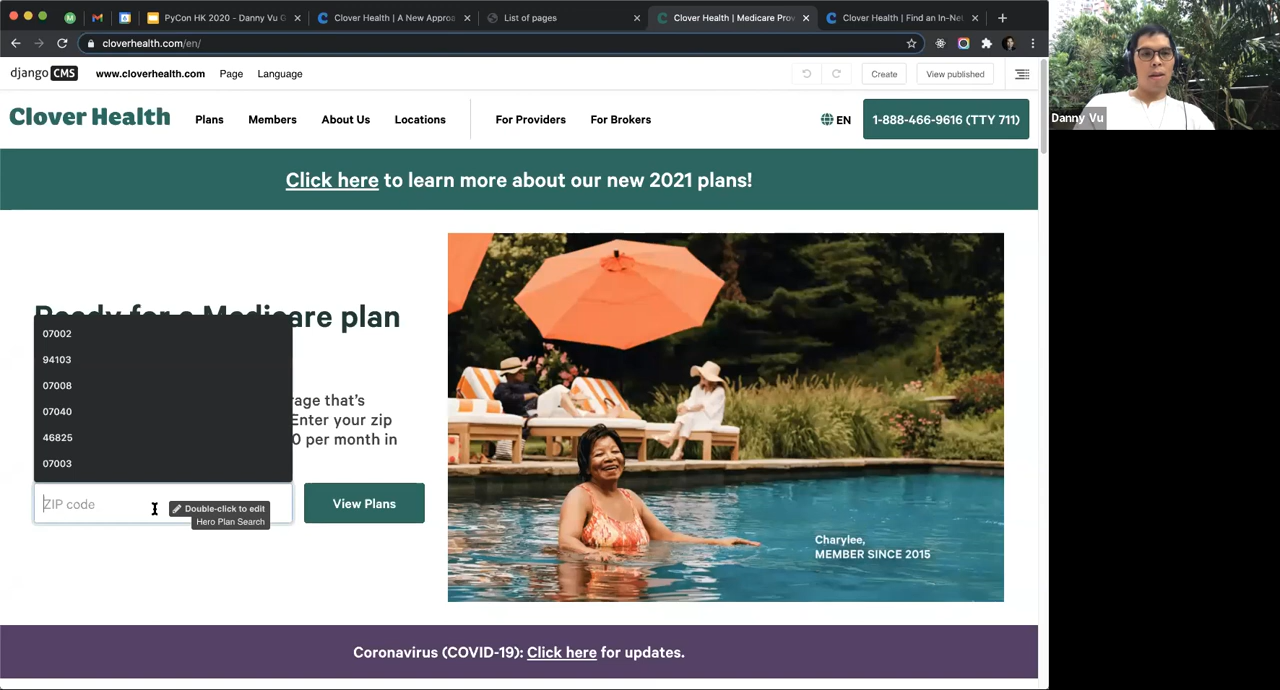 PyCon HK 2020 - Danny Vu G
Clover Health | A New Approa
List of pages
Clover Health | Medicare Prov
Clover Health | Find an In-Net
cloverhealth.com/en/
django CMS
www.cloverhealth.com
Page
Language
Create
View published
Clover Health
Plans
Members
About Us
Locations
For Providers
For Brokers
EN
1-888-466-9616 (TTY 711)
Danny Vu
Click here to learn more about our new 2021 plans!
Ready for a Medicare plan
07002
94103
07008
07040
46825
07003
rage that's
Enter your zip
0 per month in
ZIP code
Double-click to edit
Hero Plan Search
View Plans
Charylee,
MEMBER SINCE 2015
Coronavirus (COVID-19): Click here for updates.